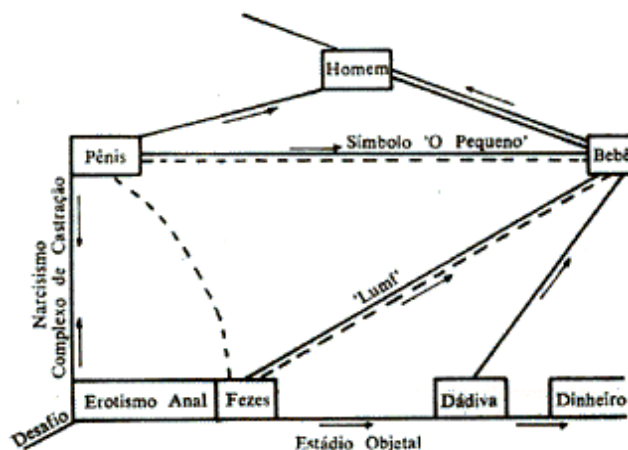 Homem
Pênis
Símbolo 'O Pequeno'
Bebê
Narcisismo
Complexo de Castração
'Lumf'
Erotismo Anal
Fezes
Dádiva
Dinheiro
Desafio
Estádio Objetal